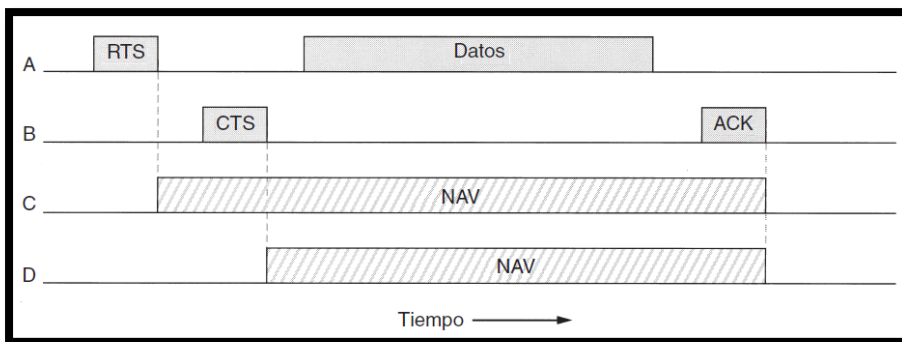 RTS
Datos
A
CTS
ACK
B
NAV
C
NAV
D
Tiempo